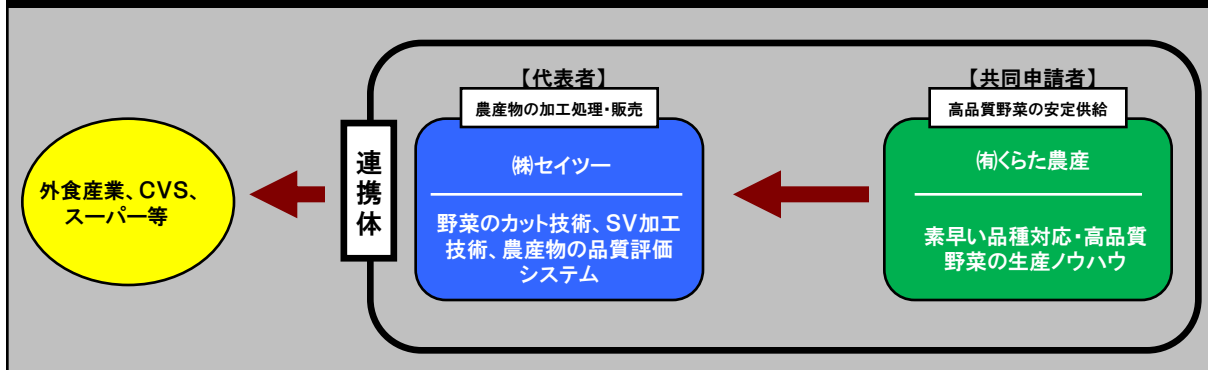 外食産業、CVS、
スーパー等
連携体
【代表者】
農産物の加工処理・販売
㈱セイツー
野菜のカット技術、SV加工
技術、農産物の品質評価
システム
【共同申請者】
高品質野菜の安定供給
㈲くらた農産
素早い品種対応・高品質
野菜の生産ノウハウ